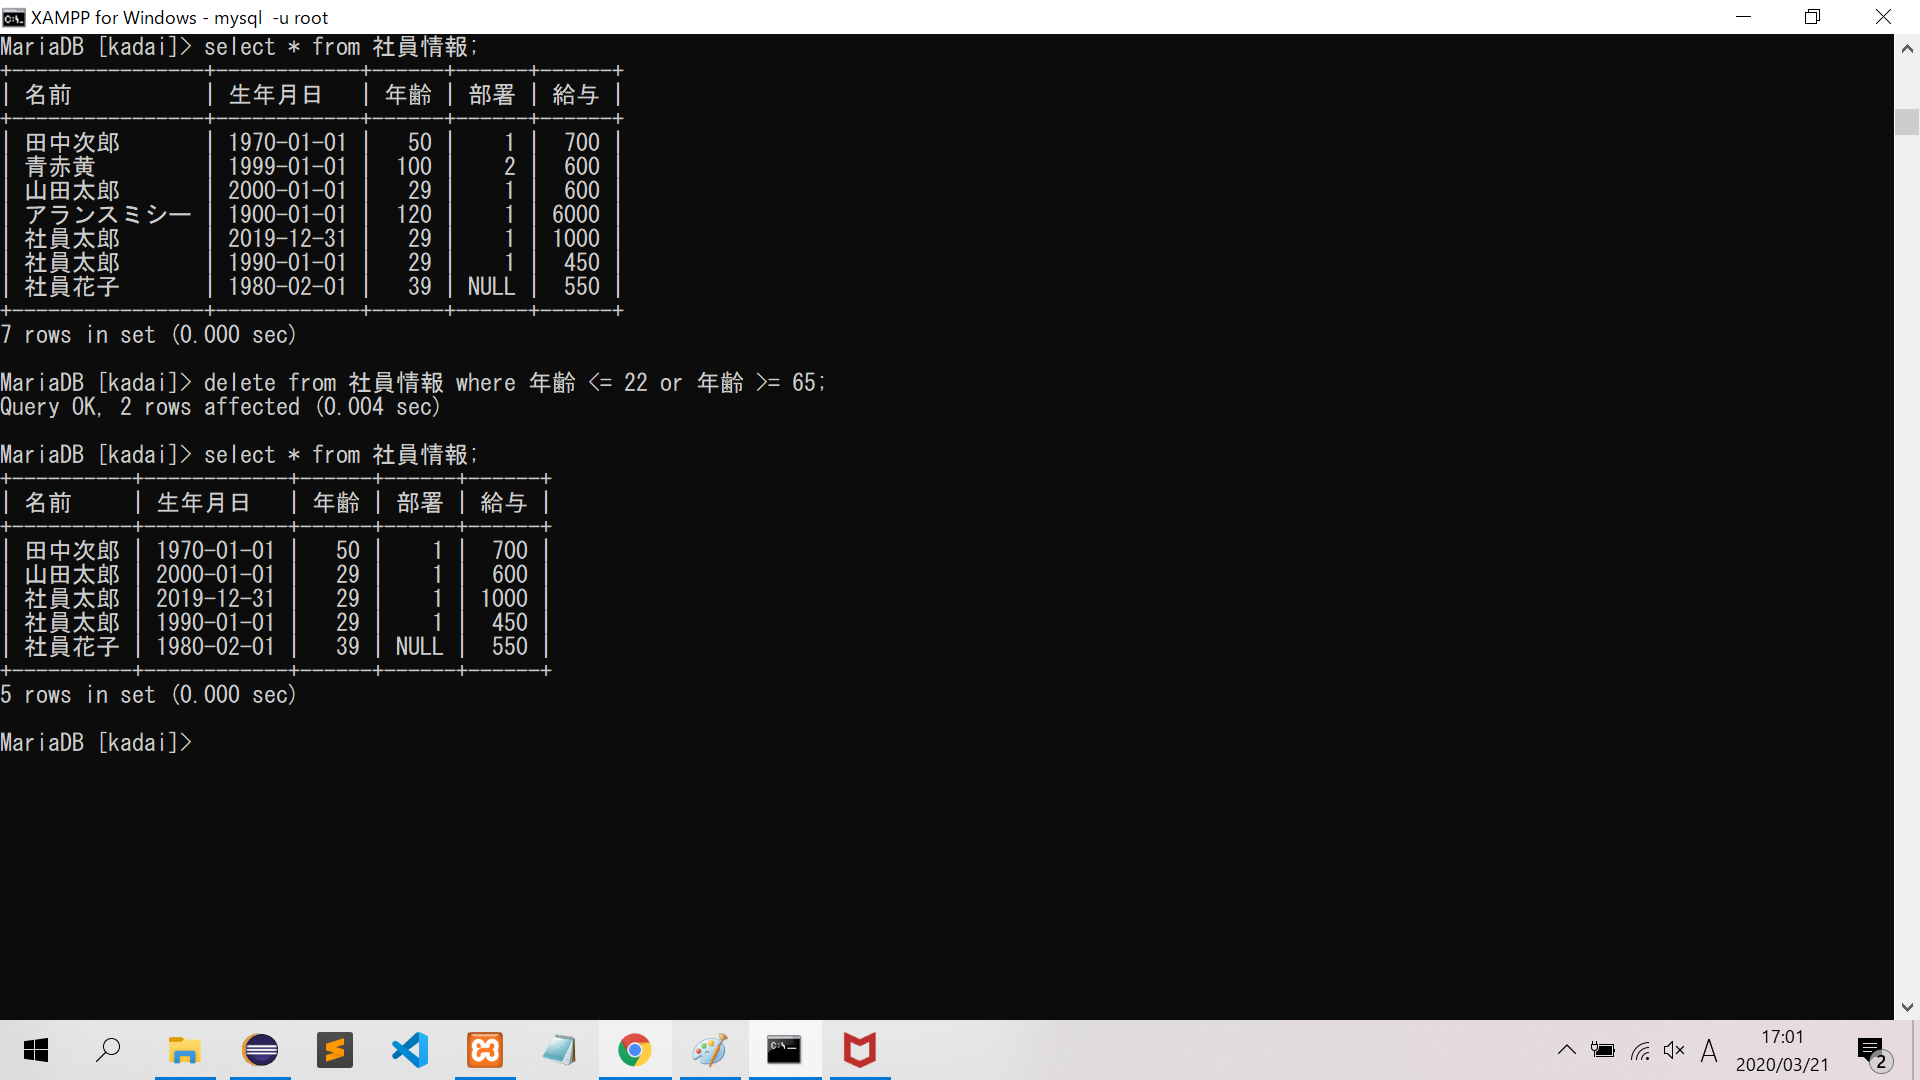 XAMPP for Windows - mysql  -u root
MariaDB [kadai]> select * from 社員情報;
+----------------+------------+------+------+------+
| 名前           | 生年月日   | 年齢 | 部署 | 給与 |
+----------------+------------+------+------+------+
| 田中次郎       | 1970-01-01 |   50 |    1 |  700 |
| 青赤黄         | 1999-01-01 |  100 |    2 |  600 |
| 山田太郎       | 2000-01-01 |   29 |    1 |  600 |
| アランスミシー | 1900-01-01 |  120 |    1 | 6000 |
| 社員太郎       | 2019-12-31 |   29 |    1 | 1000 |
| 社員太郎       | 1990-01-01 |   29 |    1 |  450 |
| 社員花子       | 1980-02-01 |   39 | NULL |  550 |
+----------------+------------+------+------+------+
7 rows in set (0.000 sec)
MariaDB [kadai]> delete from 社員情報 where 年齢 <= 22 or 年齢 >= 65;
Query OK, 2 rows affected (0.004 sec)
MariaDB [kadai]> select * from 社員情報;
+----------+------------+------+------+------+
| 名前     | 生年月日   | 年齢 | 部署 | 給与 |
+----------+------------+------+------+------+
| 田中次郎 | 1970-01-01 |   50 |    1 |  700 |
| 山田太郎 | 2000-01-01 |   29 |    1 |  600 |
| 社員太郎 | 2019-12-31 |   29 |    1 | 1000 |
| 社員太郎 | 1990-01-01 |   29 |    1 |  450 |
| 社員花子 | 1980-02-01 |   39 | NULL |  550 |
+----------+------------+------+------+------+
5 rows in set (0.000 sec)
MariaDB [kadai]>
A
17:01
2020/03/21
2